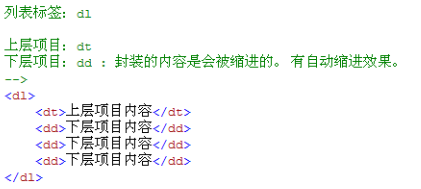 列表标签：dl
上层项目：dt
下层项目：dd : 封装的内容是会被缩进的。 有自动缩进效果。
-->
<dl>
<dt>上层项目内容</dt>
<dd>下层项目内容</dd>
<dd>下层项目内容</dd>
<dd>下层项目内容</dd>
</dl>